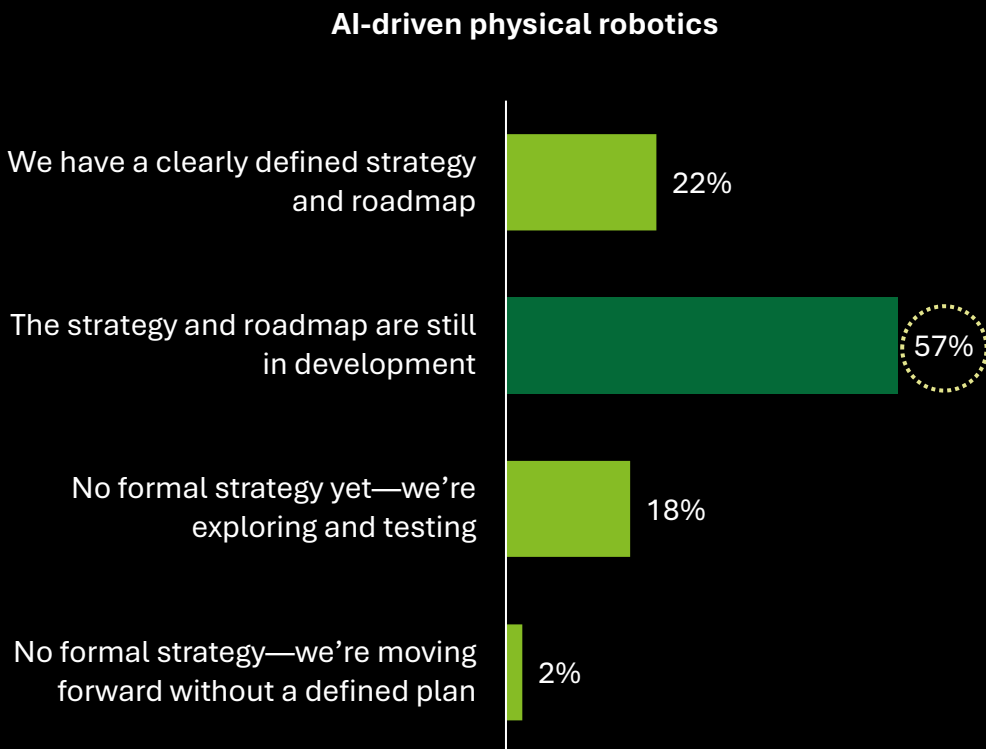 AI-driven physical robotics
We have a clearly defined strategy
and roadmap
22%
The strategy and roadmap are still
in development
57%
No formal strategy yet—we’re
exploring and testing
18%
No formal strategy—we’re moving
forward without a defined plan
2%